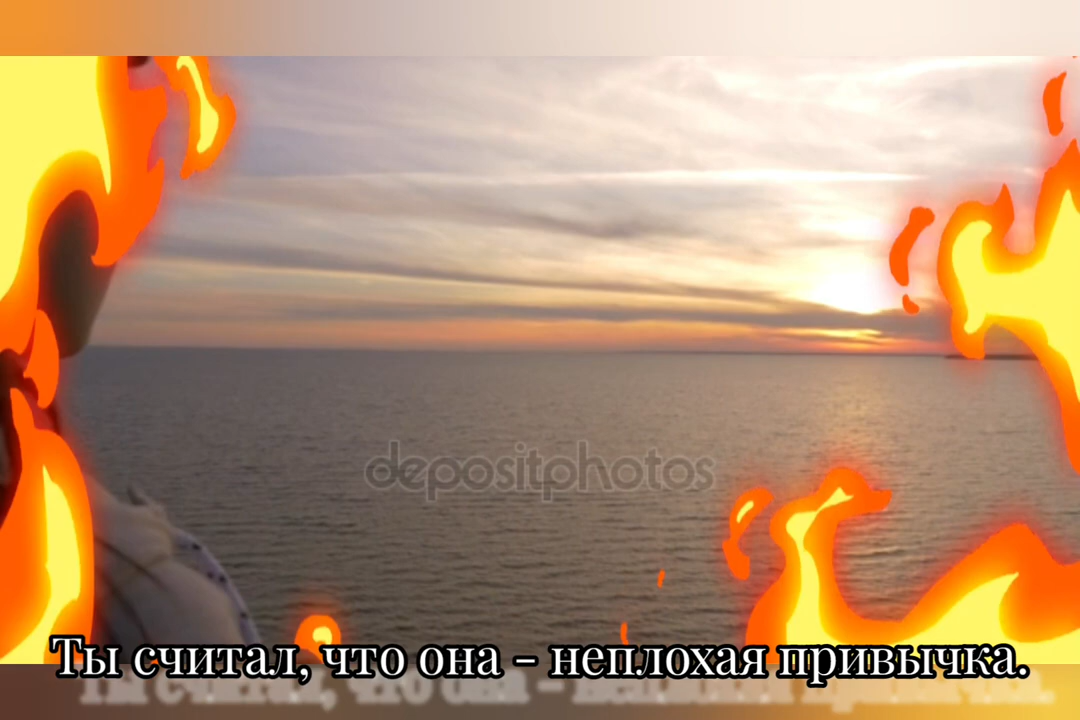 depositphotos
Ты считал, что она - неплохая привычка.